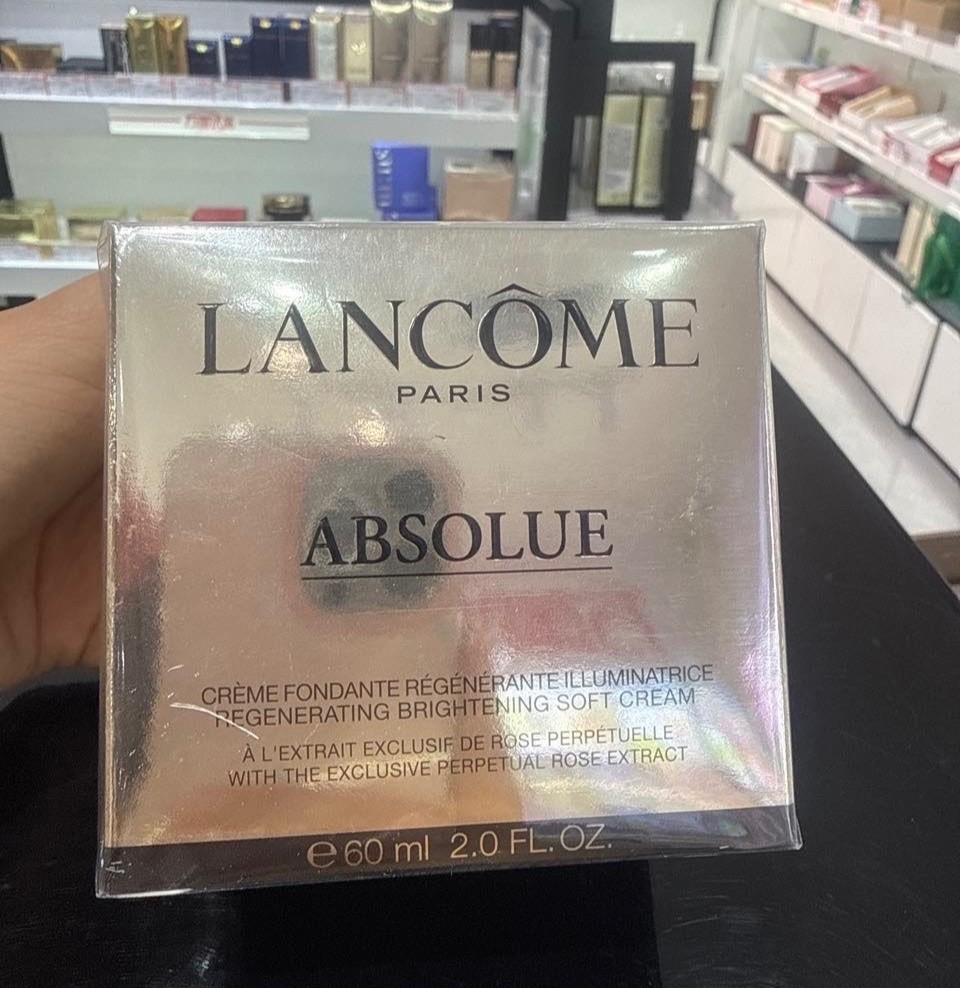 LANCÔME
PARIS
ABSOLUE
CRÈME FONDANTE RÉGÉNÉRANTE ILLUMINATRICE
REGENERATING BRIGHTENING SOFT CREAM
À L'EXTRAIT EXCLUSIF DE ROSE PERPÉTUELLE
WITH THE EXCLUSIVE PERPETUAL ROSE EXTRACT
℮ 60 ml 2.0 FL. OZ.